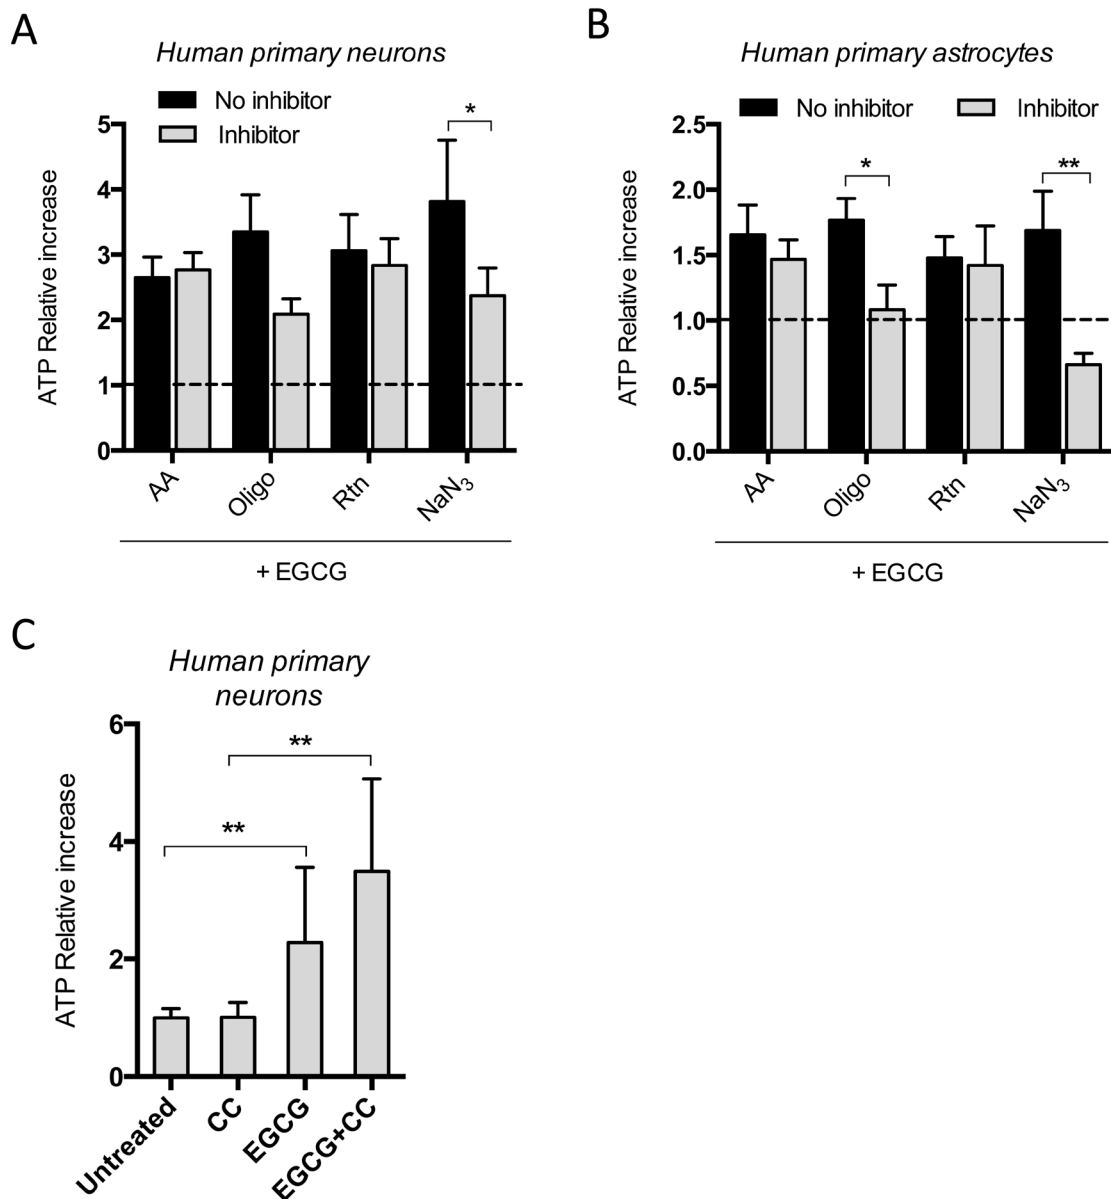 A
Human primary neurons
No inhibitor
Inhibitor
*
ATP Relative increase
5
4
3
2
1
0
AA
Oligo
Rtn
NaN3
+ EGCG
B
Human primary astrocytes
No inhibitor
Inhibitor
*
**
ATP Relative increase
2.5
2.0
1.5
1.0
0.5
0.0
AA
Oligo
Rtn
NaN3
+ EGCG
C
Human primary
neurons
**
**
ATP Relative increase
6
4
2
0
Untreated
CC
EGCG
EGCG+CC